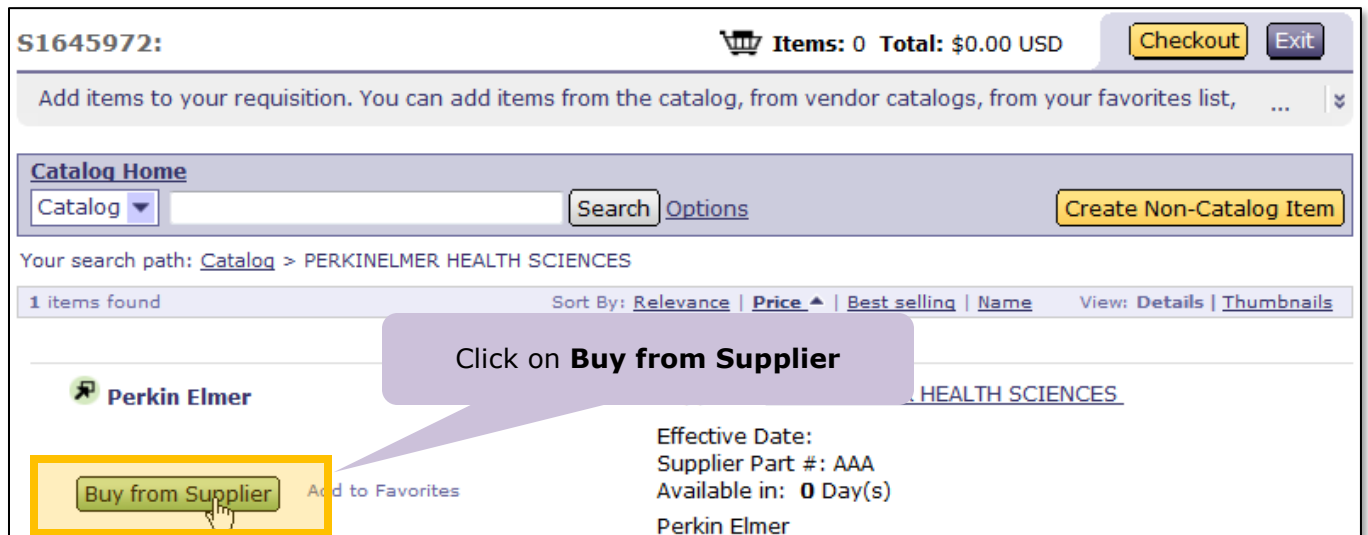 S1645972: Items: 0 Total: $0.00 USD Checkout Exit
Add items to your requisition. You can add items from the catalog, from vendor catalogs, from your favorites list, ...
Catalog Home
Catalog Search Options Create Non-Catalog Item
Your search path: Catalog > PERKINELMER HEALTH SCIENCES
1 items found Sort By: Relevance | Price | Best selling | Name View: Details | Thumbnails
Click on Buy from Supplier
Perkin Elmer HEALTH SCIENCES
Effective Date:
Supplier Part #: AAA
Buy from Supplier Add to Favorites Available in: 0 Day(s)
Perkin Elmer